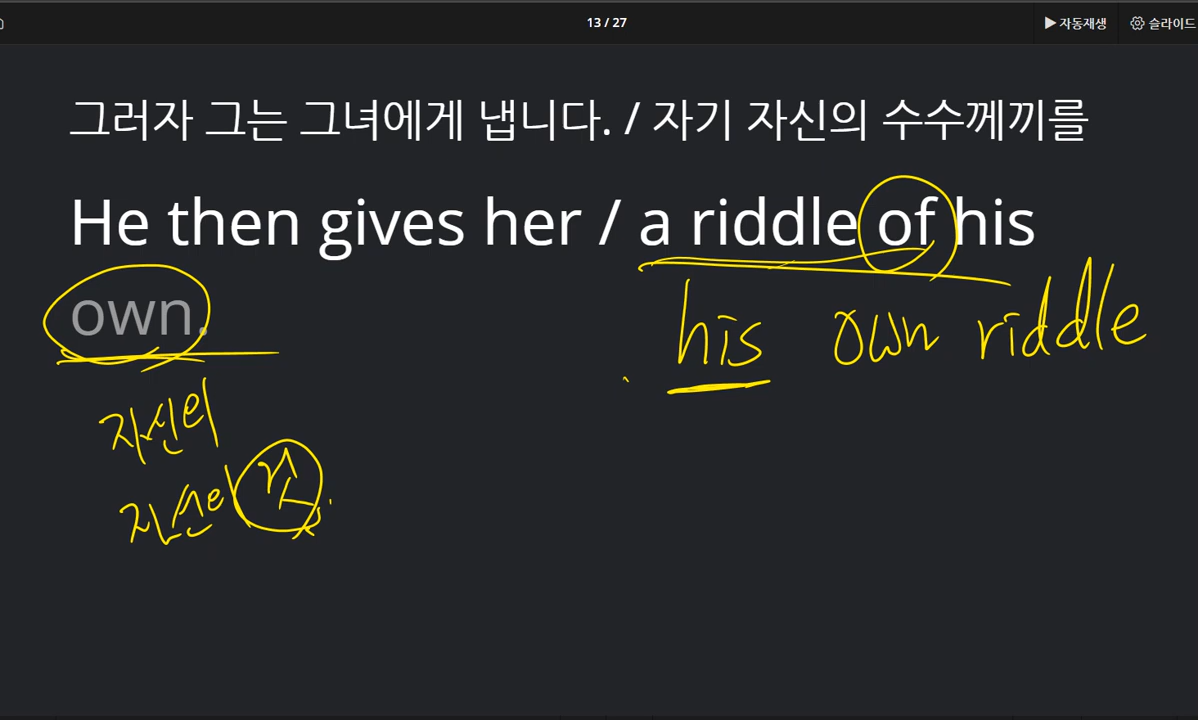 13 / 27
▶ 자동재생
슬라이드
그러자 그는 그녀에게 냅니다. / 자기 자신의 수수께끼를
He then gives her / a riddle of his
own.
his own riddle
자신의
자신의 것